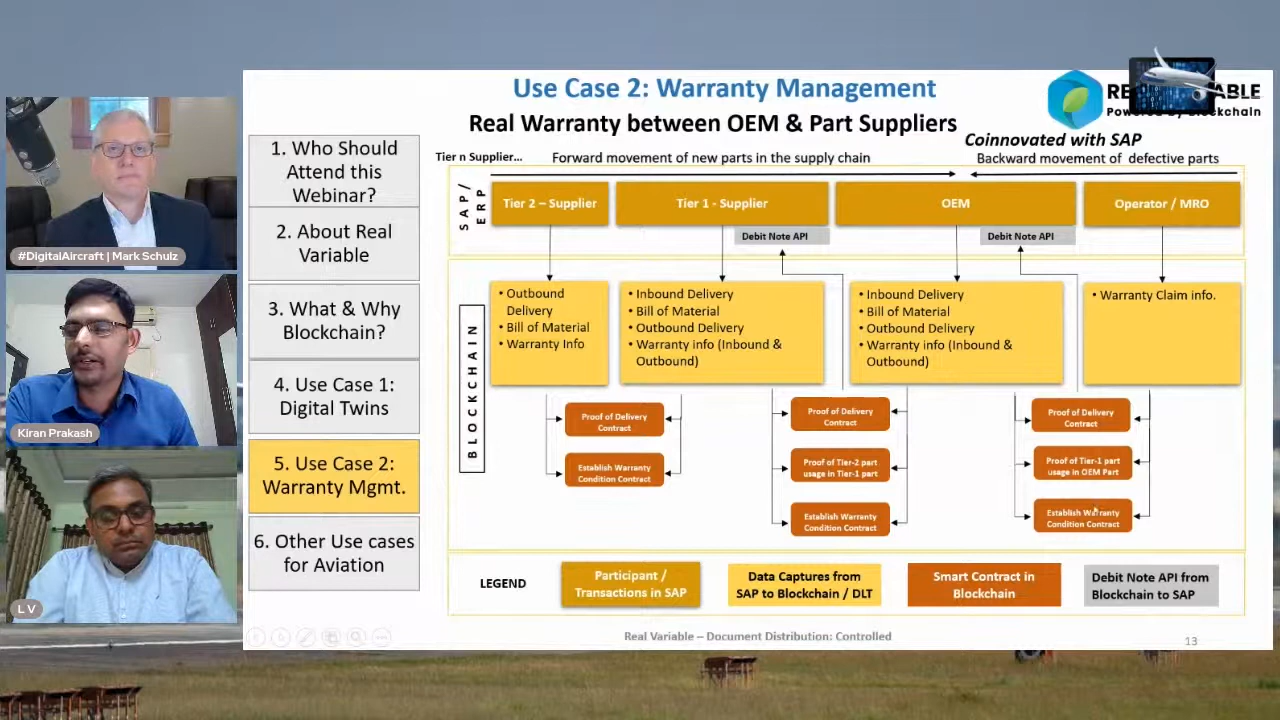 Use Case 2: Warranty Management
Real Warranty between OEM & Part Suppliers
Powered by Blockchain
Coinnovated with SAP
Tier n Supplier...
Forward movement of new parts in the supply chain
Backward movement of defective parts
#DigitalAircraft | Mark Schulz
Kiran Prakash
L V
1. Who Should
Attend this
Webinar?
2. About Real
Variable
3. What & Why
Blockchain?
4. Use Case 1:
Digital Twins
5. Use Case 2:
Warranty Mgmt.
6. Other Use cases
for Aviation
SAP/
ERP
Tier 2 – Supplier
Tier 1 - Supplier
OEM
Operator / MRO
Debit Note API
Debit Note API
BLOCKCHAIN
• Outbound
Delivery
• Bill of Material
• Warranty Info
• Inbound Delivery
• Bill of Material
• Outbound Delivery
• Warranty info (Inbound &
Outbound)
• Inbound Delivery
• Bill of Material
• Outbound Delivery
• Warranty info (Inbound &
Outbound)
• Warranty Claim info.
Proof of Delivery
Contract
Establish Warranty
Condition Contract
Proof of Delivery
Contract
Proof of Tier-2 part
usage in Tier-1 part
Establish Warranty
Condition Contract
Proof of Delivery
Contract
Proof of Tier-1 part
usage in OEM Part
Establish Warranty
Condition Contract
LEGEND
Participant /
Transactions in SAP
Data Captures from
SAP to Blockchain / DLT
Smart Contract in
Blockchain
Debit Note API from
Blockchain to SAP
Real Variable – Document Distribution: Controlled
13